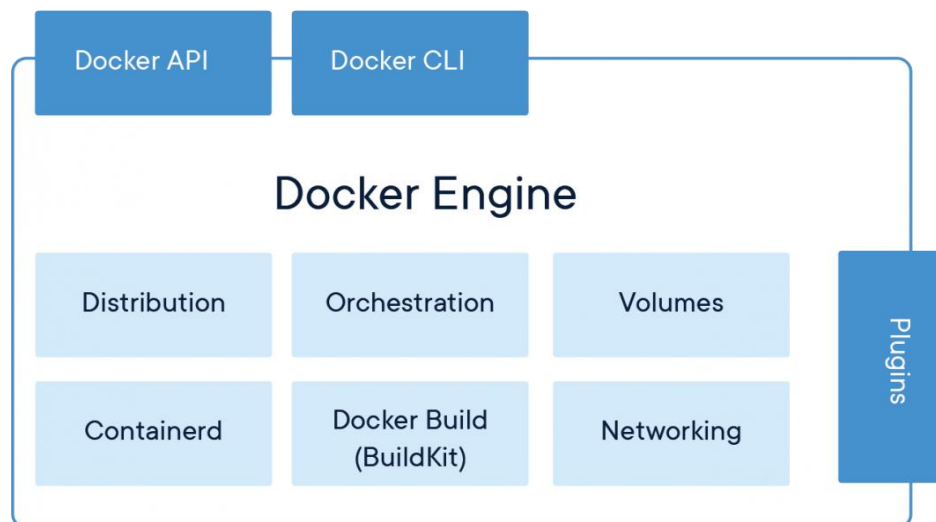 Docker API
Docker CLI
Docker Engine
Distribution
Orchestration
Volumes
Containerd
Docker Build
(BuildKit)
Networking
Plugins